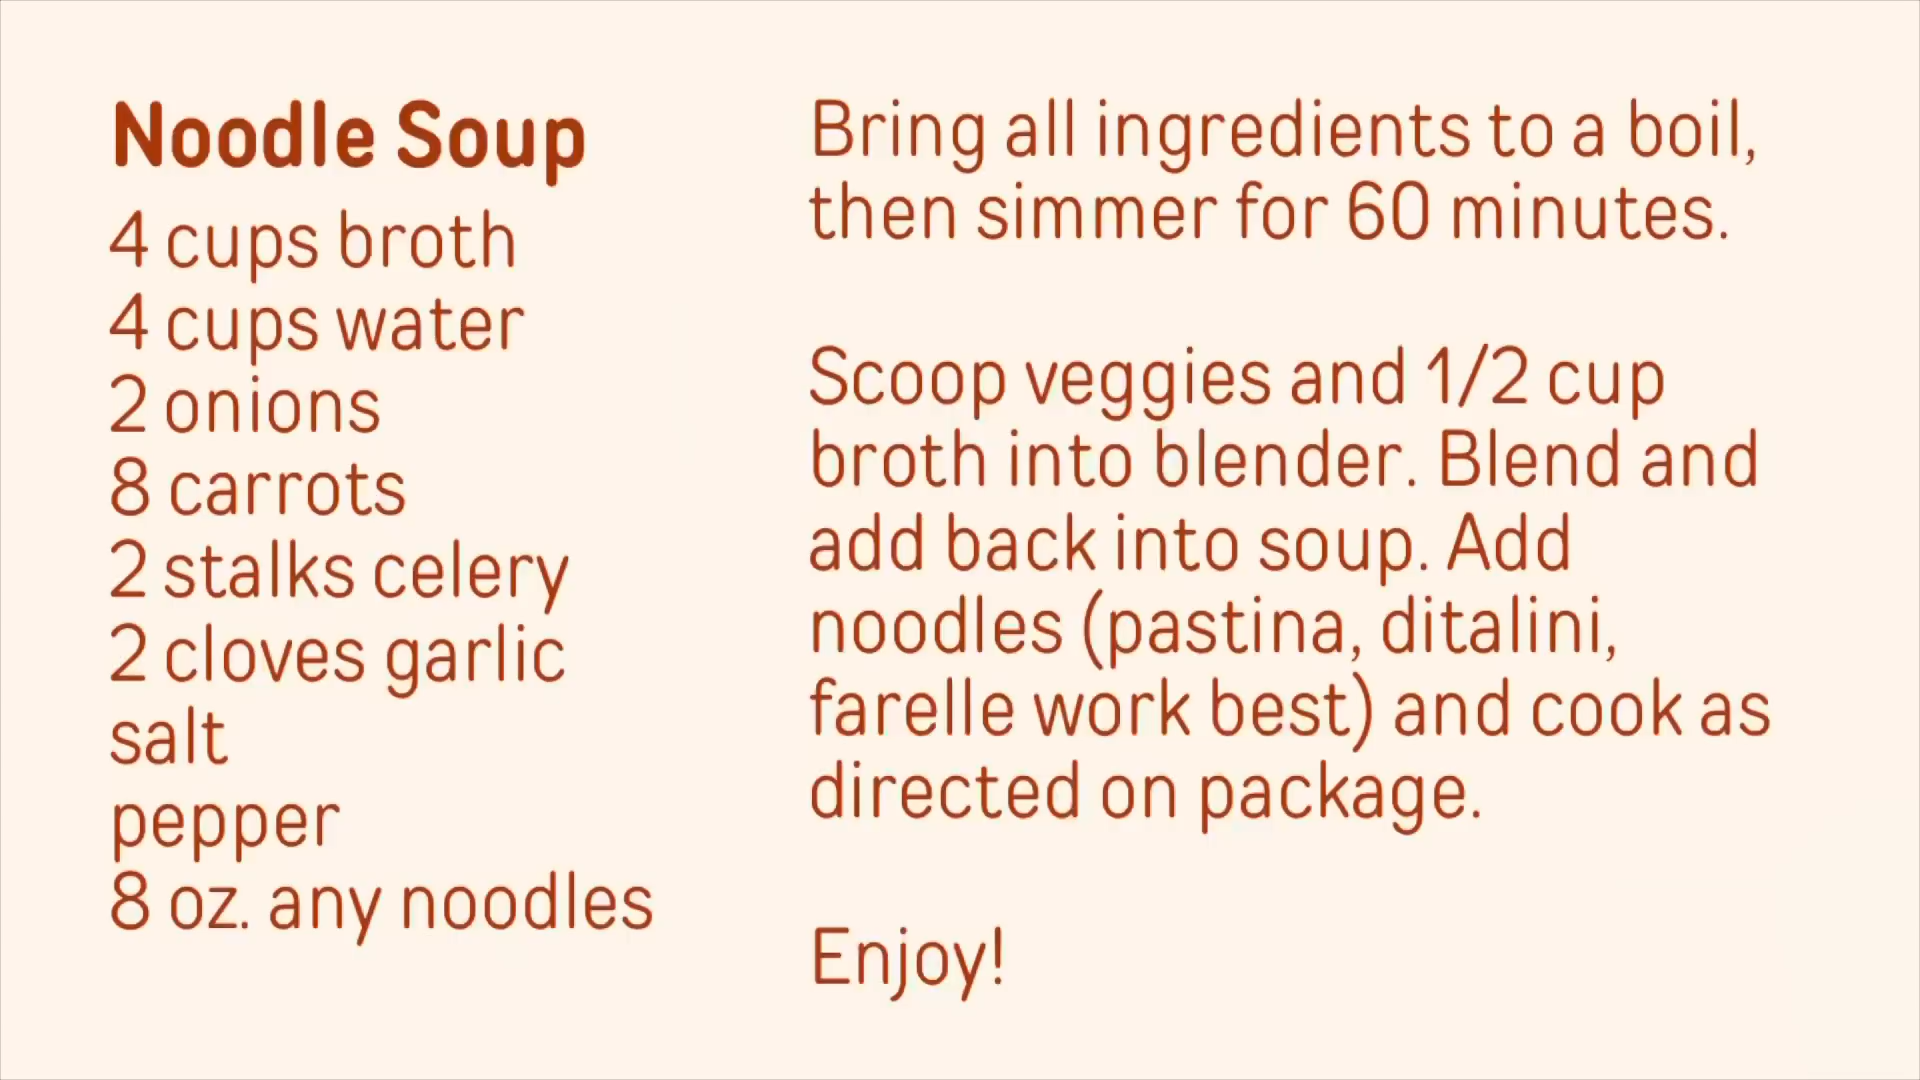 Noodle Soup
4 cups broth
4 cups water
2 onions
8 carrots
2 stalks celery
2 cloves garlic
salt
pepper
8 oz. any noodles
Bring all ingredients to a boil,
then simmer for 60 minutes.
Scoop veggies and 1/2 cup
broth into blender. Blend and
add back into soup. Add
noodles (pastina, ditalini,
farelle work best) and cook as
directed on package.
Enjoy!